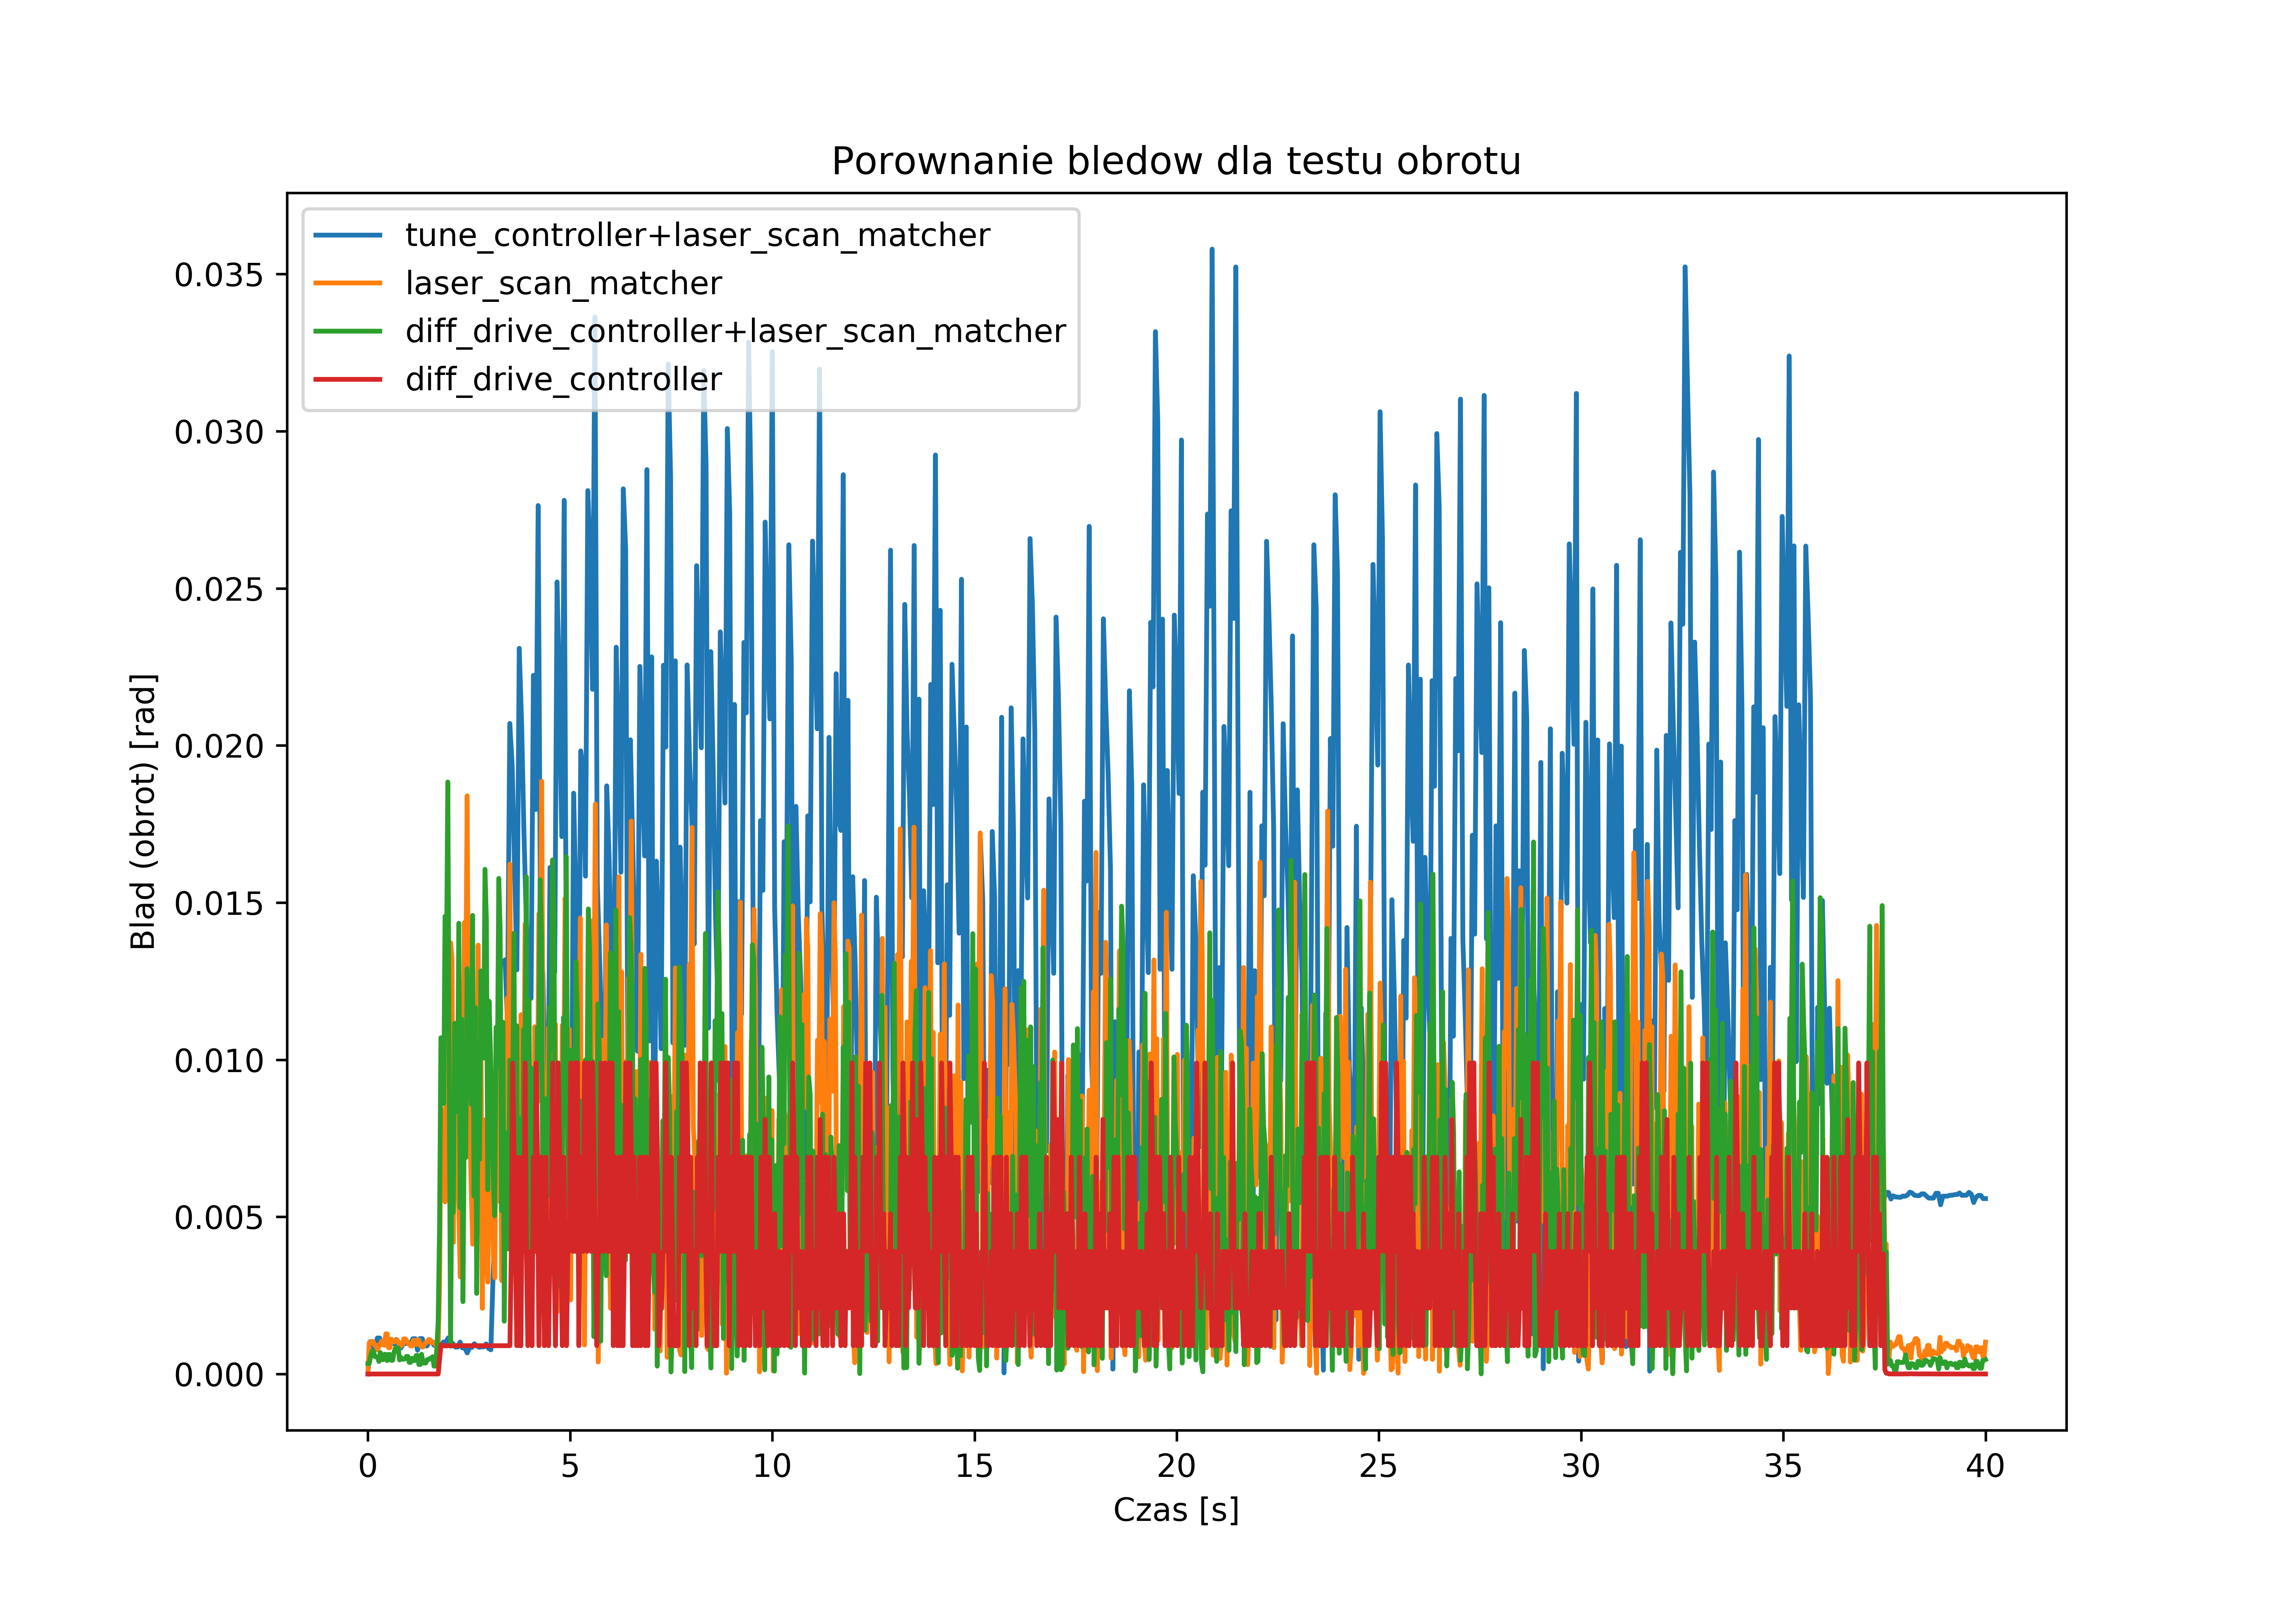 Porownanie bledow dla testu obrotu
tune_controller+laser_scan_matcher
laser_scan_matcher
diff_drive_controller+laser_scan_matcher
diff_drive_controller
Blad (obrot) [rad]
0.035
0.030
0.025
0.020
0.015
0.010
0.005
0.000
0 5 10 15 20 25 30 35 40
Czas [s]